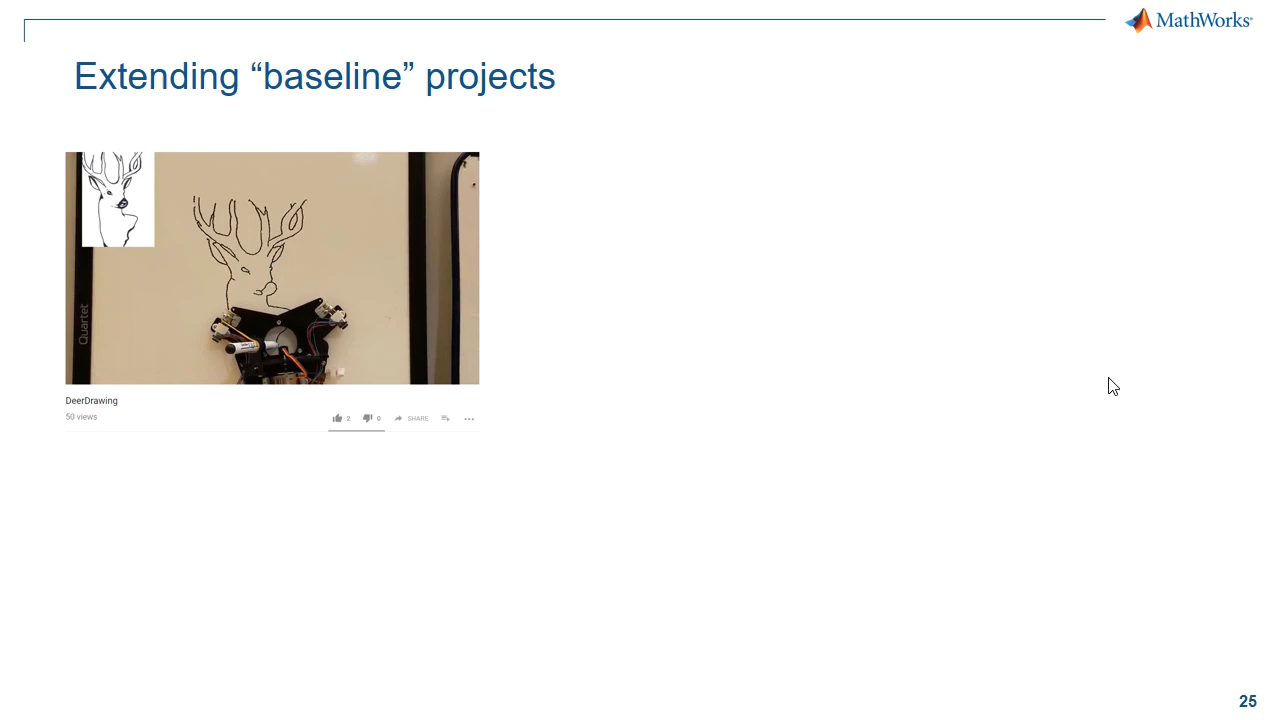 MathWorks®
Extending “baseline” projects
Quartet
DeerDrawing
50 views
2
0
SHARE
25